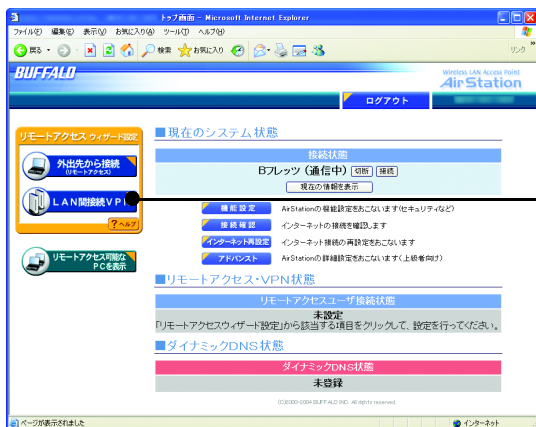 トップ画面 - Microsoft Internet Explorer
ファイル(F) 編集(E) 表示(V) お気に入り(A) ツール(T) ヘルプ(H)
戻る 検索 お気に入り リンク »
BUFFALO
Wireless LAN Access Point
AirStation
ログアウト
リモートアクセス ウィザード設定
外出先から接続
(リモートアクセス)
LAN間接続VP
?ヘルプ
リモートアクセス可能な
PCを表示
■現在のシステム状態
接続状態
Bフレッツ (通信中) 切断 接続
現在の情報を表示
機能設定 AirStationの機能設定をおこないます(セキュリティなど)
接続確認 インターネットの接続を確認します
インターネット再設定 インターネット接続の再設定をおこないます
アドバンスト AirStationの詳細設定をおこないます(上級者向け)
■リモートアクセス・VPN状態
リモートアクセスユーザ接続状態
未設定
「リモートアクセスウィザード設定」から該当する項目をクリックして、設定を行ってください。
■ダイナミックDNS状態
ダイナミックDNS状態
未登録
(C)2000-2004 BUFFALO INC. All rights reserved.
ページが表示されました インターネット